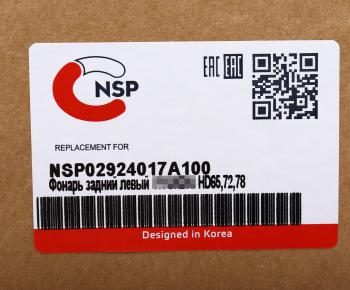 NSP
EAC EAC
REPLACEMENT FOR
NSP02924017A100
Фонарь задний левый HD65,72,78
Designed in Korea